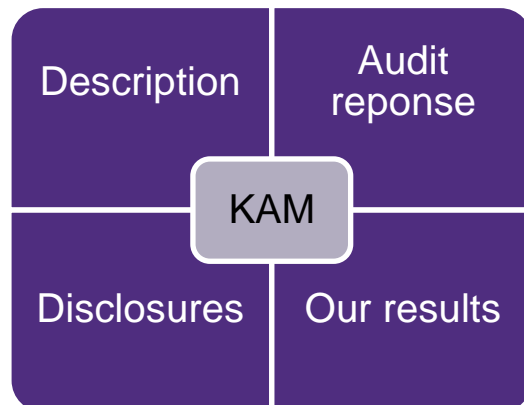 Description
Audit
reponse
KAM
Disclosures
Our results